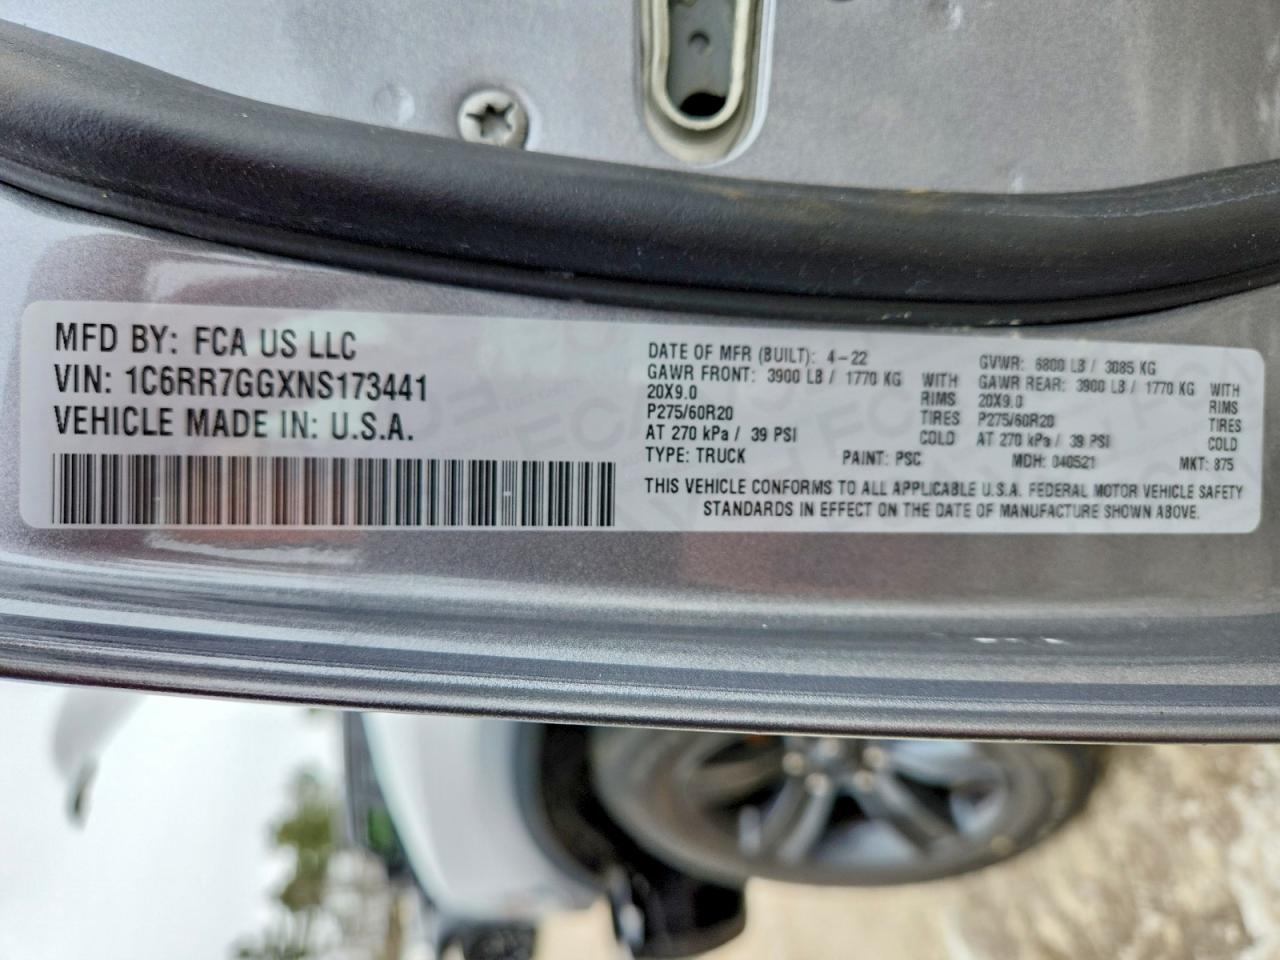 MFD BY: FCA US LLC
VIN: 1C6RR7GGXNS173441
VEHICLE MADE IN: U.S.A.
DATE OF MFR (BUILT): 4-22
GAWR FRONT: 3900 LB / 1770 KG WITH
20X9.0 RIMS
P275/60R20 TIRES
AT 270 kPa / 39 PSI COLD
GVWR: 6800 LB / 3085 KG
GAWR REAR: 3900 LB / 1770 KG WITH
20X9.0 RIMS
P275/60R20 TIRES
AT 270 kPa / 39 PSI COLD
TYPE: TRUCK PAINT: PSC MDH: 040521 MKT: 875
THIS VEHICLE CONFORMS TO ALL APPLICABLE U.S.A. FEDERAL MOTOR VEHICLE SAFETY
STANDARDS IN EFFECT ON THE DATE OF MANUFACTURE SHOWN ABOVE.